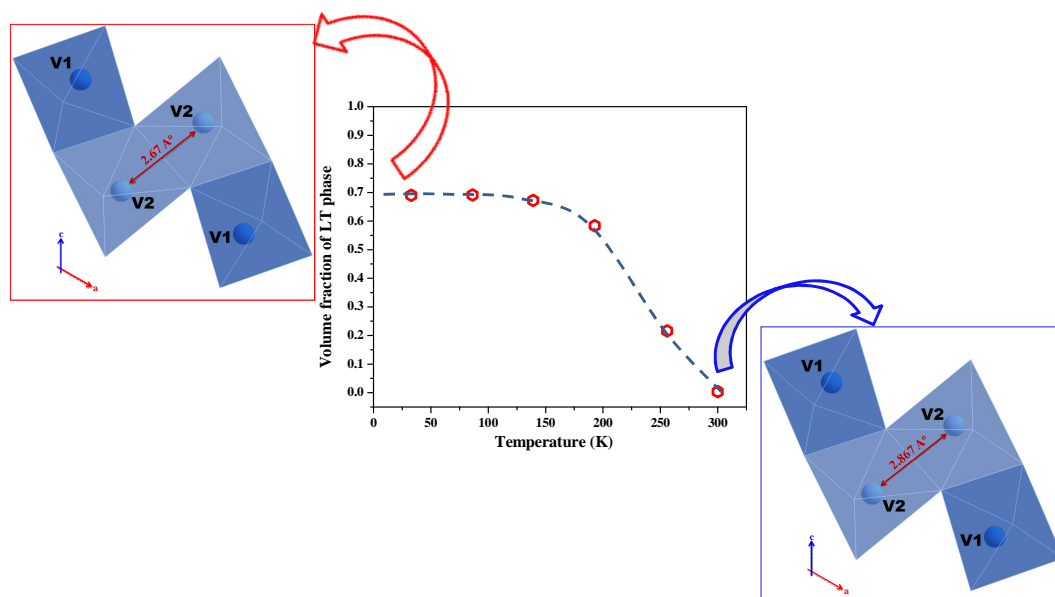 V1
V2
2.67 A°
V2
V1
c
a
Volume fraction of LT phase
1.0
0.9
0.8
0.7
0.6
0.5
0.4
0.3
0.2
0.1
0.0
0 50 100 150 200 250 300
Temperature (K)
V1
V2
2.867 A°
V2
V1
c
a